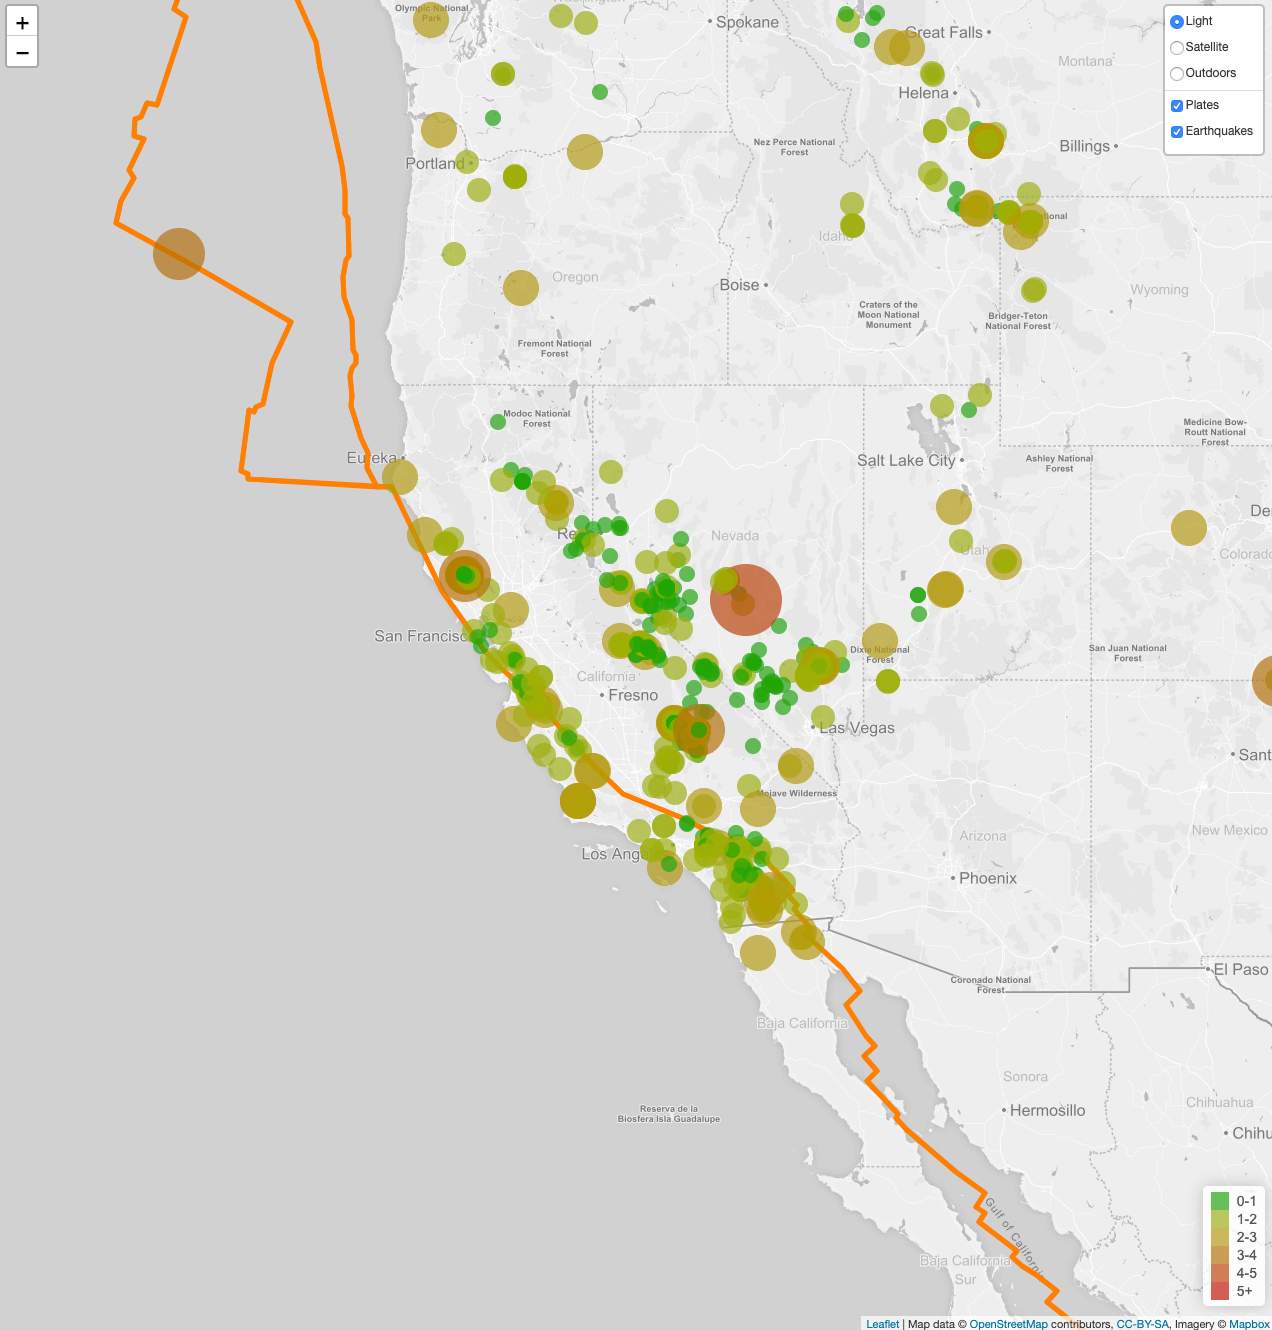 +
−
Light
Satellite
Outdoors
Plates
Earthquakes
Olympic National
Park
Spokane
Great Falls
Montana
Helena
Billings
Nez Perce National
Forest
Portland
Idaho
Oregon
Boise
Wyoming
Craters of the
Moon National
Monument
Bridger-Teton
National Forest
Fremont National
Forest
Modoc National
Forest
Medicine Bow-
Routt National
Forest
Eureka
Salt Lake City
Ashley National
Forest
De
Nevada
Re
Utah
Colorado
San Francisc
Dixie National
Forest
San Juan National
Forest
California
Fresno
Las Vegas
Sant
Mojave Wilderness
New Mexico
Arizona
Los Ang
Phoenix
El Paso
Coronado National
Forest
Baja California
Sonora
Chihuahua
Reserva de la
Biosfera Isla Guadalupe
Hermosillo
Chihu
Gulf of Californi
Baja California
Sur
0-1
1-2
2-3
3-4
4-5
5+
Leaflet | Map data © OpenStreetMap contributors, CC-BY-SA, Imagery © Mapbox